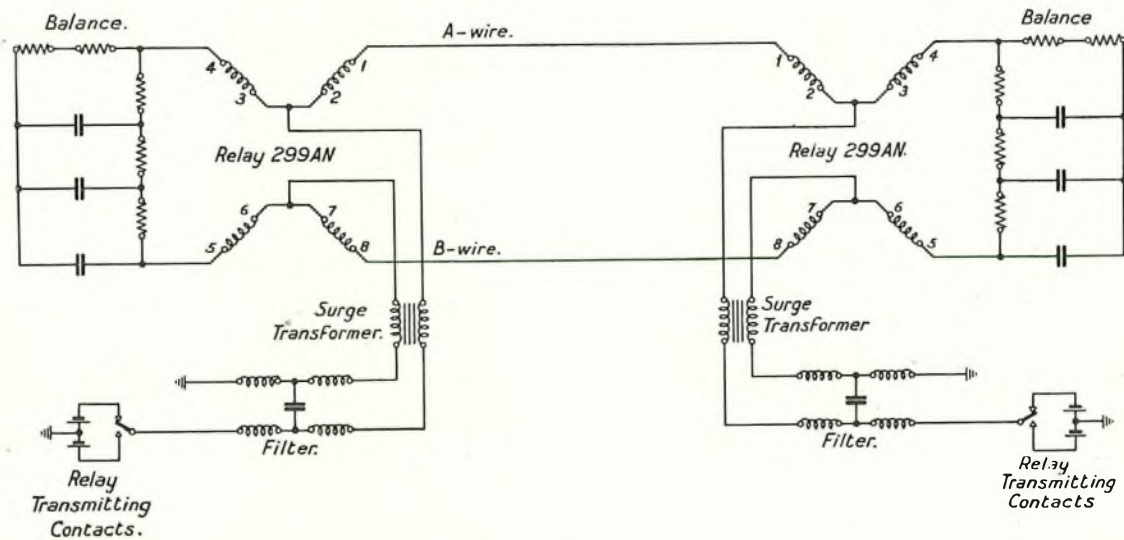 Balance.
A-wire.
Balance
4
3
1
2
1
2
4
3
Relay 299AN
Relay 299AN.
6
5
7
8
7
8
6
5
B-wire.
Surge
Transformer.
Surge
Transformer
Filter.
Filter.
Relay
Transmitting
Contacts.
Relay
Transmitting
Contacts